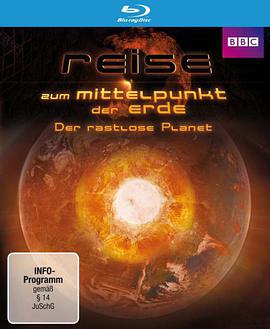 Blu-ray Disc
BBC
reise
zum mittelpunkt
der erde
Der rastlose Planet
INFO-
Programm
gemäß
§ 14
JuSchG